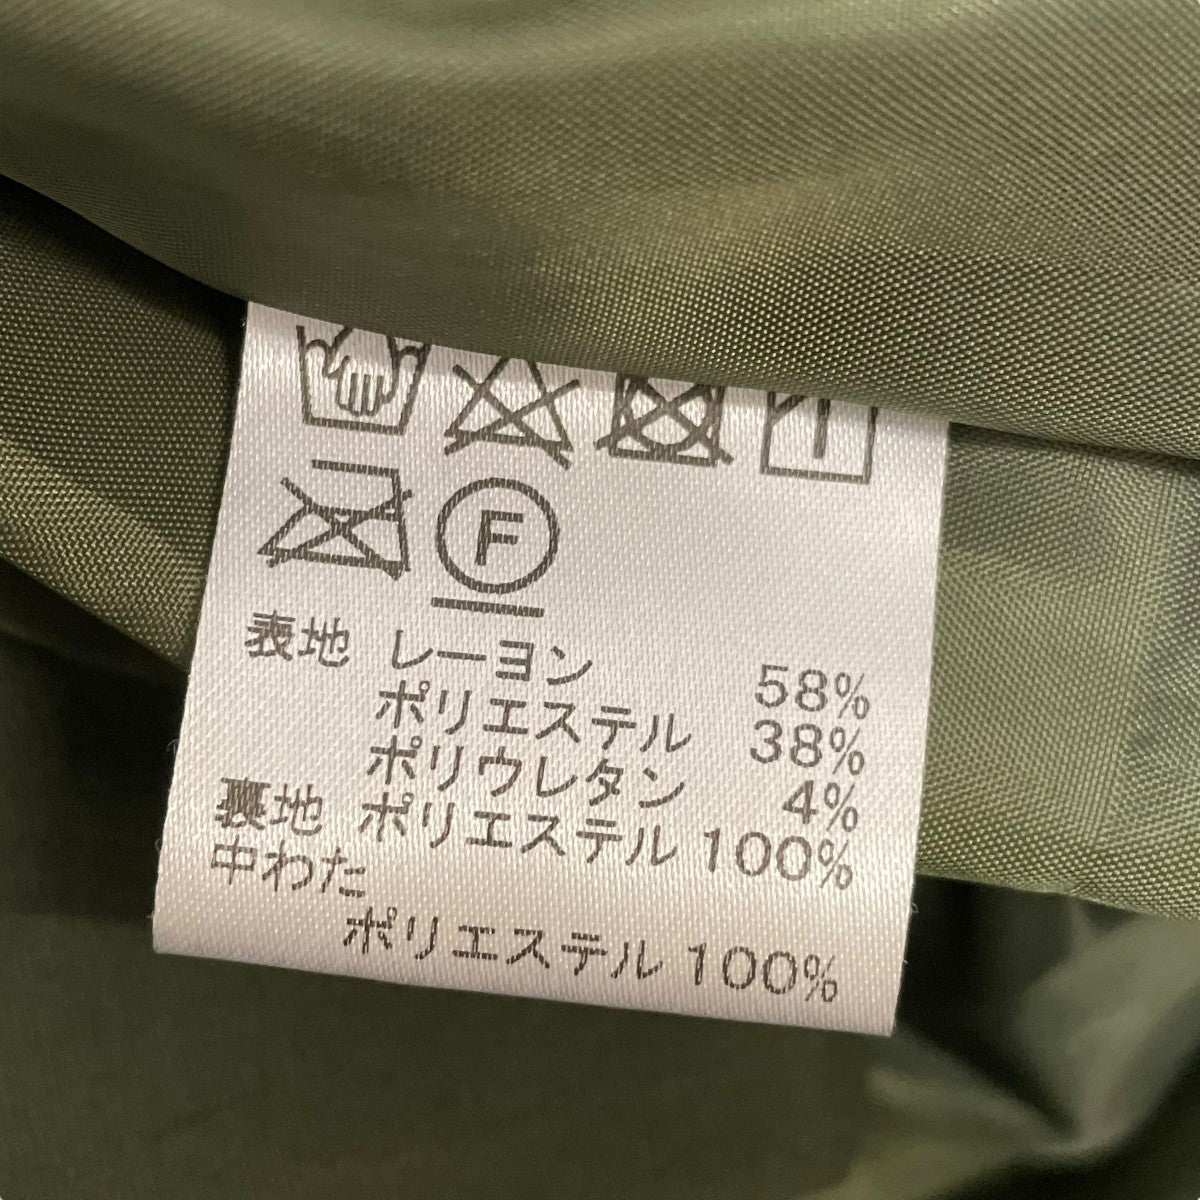 F
表地 レーヨン 58%
ポリエステル 38%
ポリウレタン 4%
裏地 ポリエステル 100%
中わた
ポリエステル 100%